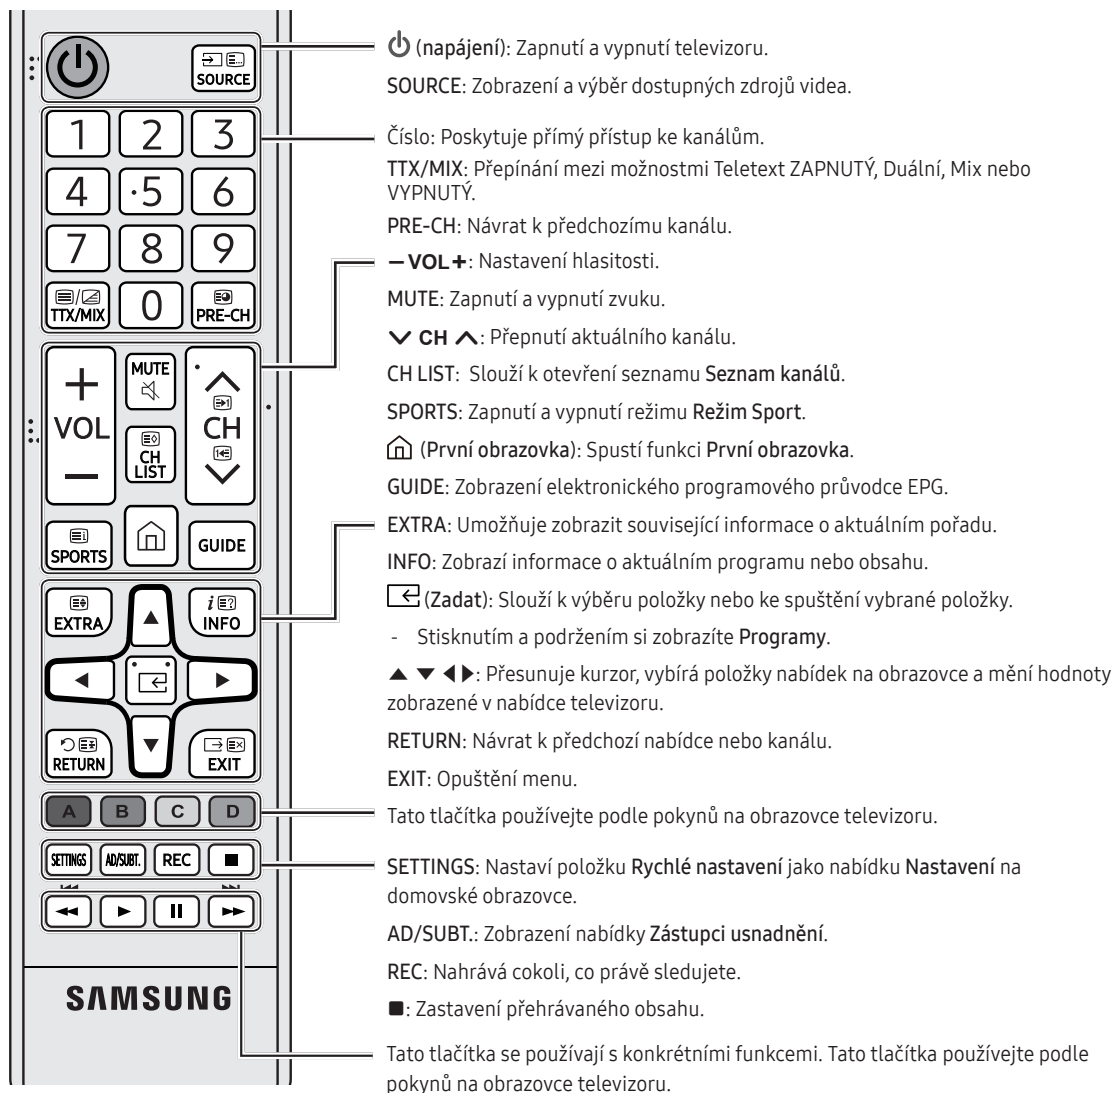 SOURCE
1 2 3
4 ·5 6
7 8 9
TTX/MIX 0 PRE-CH
+ VOL —
MUTE
CH LIST
CH
SPORTS
GUIDE
EXTRA
INFO
RETURN
EXIT
A B C D
SETTINGS AD/SUBT. REC
SAMSUNG
(napájení): Zapnutí a vypnutí televizoru.
SOURCE: Zobrazení a výběr dostupných zdrojů videa.
Číslo: Poskytuje přímý přístup ke kanálům.
TTX/MIX: Přepínání mezi možnostmi Teletext ZAPNUTÝ, Duální, Mix nebo
VYPNUTÝ.
PRE-CH: Návrat k předchozímu kanálu.
— VOL +: Nastavení hlasitosti.
MUTE: Zapnutí a vypnutí zvuku.
CH : Přepnutí aktuálního kanálu.
CH LIST: Slouží k otevření seznamu Seznam kanálů.
SPORTS: Zapnutí a vypnutí režimu Režim Sport.
(První obrazovka): Spustí funkci První obrazovka.
GUIDE: Zobrazení elektronického programového průvodce EPG.
EXTRA: Umožňuje zobrazit související informace o aktuálním pořadu.
INFO: Zobrazí informace o aktuálním programu nebo obsahu.
(Zadat): Slouží k výběru položky nebo ke spuštění vybrané položky.
- Stisknutím a podržením si zobrazíte Programy.
▲ ▼ ◀ ▶: Přesunuje kurzor, vybírá položky nabídek na obrazovce a mění hodnoty
zobrazené v nabídce televizoru.
RETURN: Návrat k předchozí nabídce nebo kanálu.
EXIT: Opuštění menu.
Tato tlačítka používejte podle pokynů na obrazovce televizoru.
SETTINGS: Nastaví položku Rychlé nastavení jako nabídku Nastavení na
domovské obrazovce.
AD/SUBT.: Zobrazení nabídky Zástupci usnadnění.
REC: Nahrává cokoli, co právě sledujete.
■: Zastavení přehrávaného obsahu.
Tato tlačítka se používají s konkrétními funkcemi. Tato tlačítka používejte podle
pokynů na obrazovce televizoru.